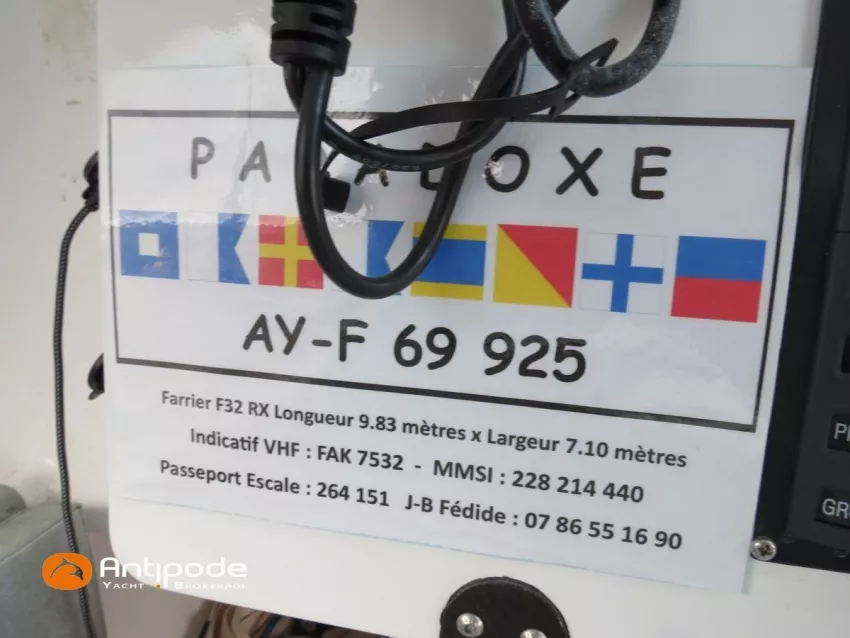 P A R A D O X E
AY-F 69 925
Farrier F32 RX Longueur 9.83 mètres x Largeur 7.10 mètres
Indicatif VHF : FAK 7532 - MMSI : 228 214 440
Passeport Escale : 264 151 J-B Fédide : 07 86 55 16 90
Antipode
YACHT BROKERAGE